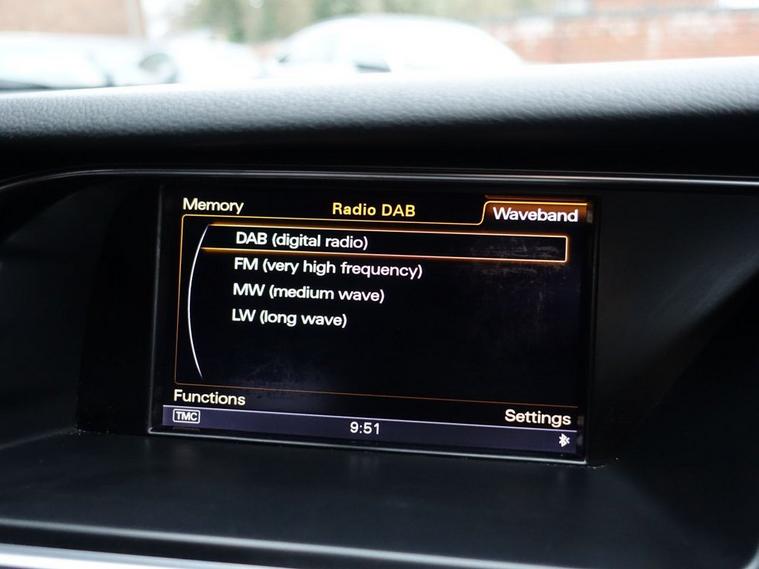 Memory
Radio DAB
Waveband
DAB (digital radio)
FM (very high frequency)
MW (medium wave)
LW (long wave)
Functions
Settings
TMC
9:51